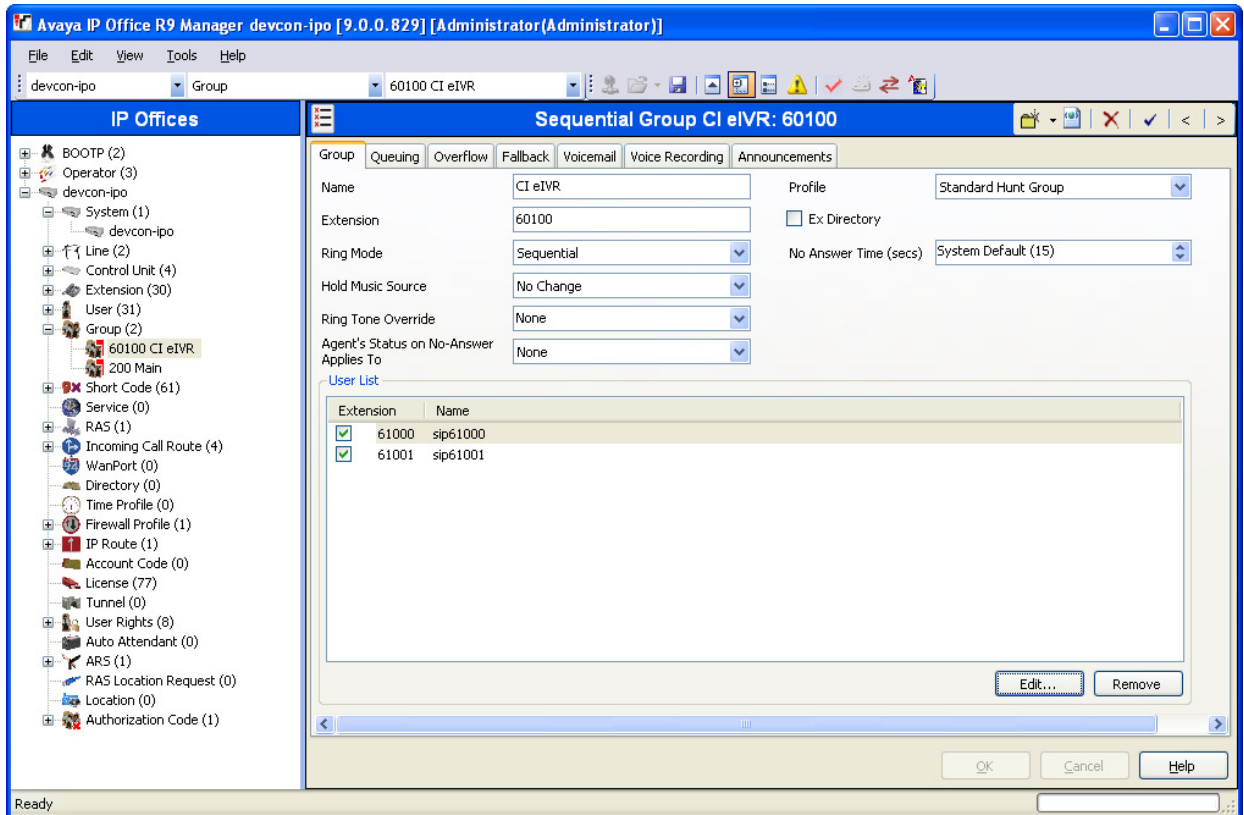 Avaya IP Office R9 Manager devcon-ipo [9.0.0.829] [Administrator(Administrator)]
File Edit View Tools Help
devcon-ipo Group 60100 CI eIVR
IP Offices
BOOTP (2)
Operator (3)
devcon-ipo
System (1)
devcon-ipo
Line (2)
Control Unit (4)
Extension (30)
User (31)
Group (2)
60100 CI eIVR
200 Main
Short Code (61)
Service (0)
RAS (1)
Incoming Call Route (4)
WanPort (0)
Directory (0)
Time Profile (0)
Firewall Profile (1)
IP Route (1)
Account Code (0)
License (77)
Tunnel (0)
User Rights (8)
Auto Attendant (0)
ARS (1)
RAS Location Request (0)
Location (0)
Authorization Code (1)
Sequential Group CI eIVR: 60100
Group Queuing Overflow Fallback Voicemail Voice Recording Announcements
Name CI eIVR Profile Standard Hunt Group
Extension 60100 Ex Directory
Ring Mode Sequential No Answer Time (secs) System Default (15)
Hold Music Source No Change
Ring Tone Override None
Agent's Status on No-Answer
Applies To None
User List
Extension Name
61000 sip61000
61001 sip61001
Edit... Remove
OK Cancel Help
Ready